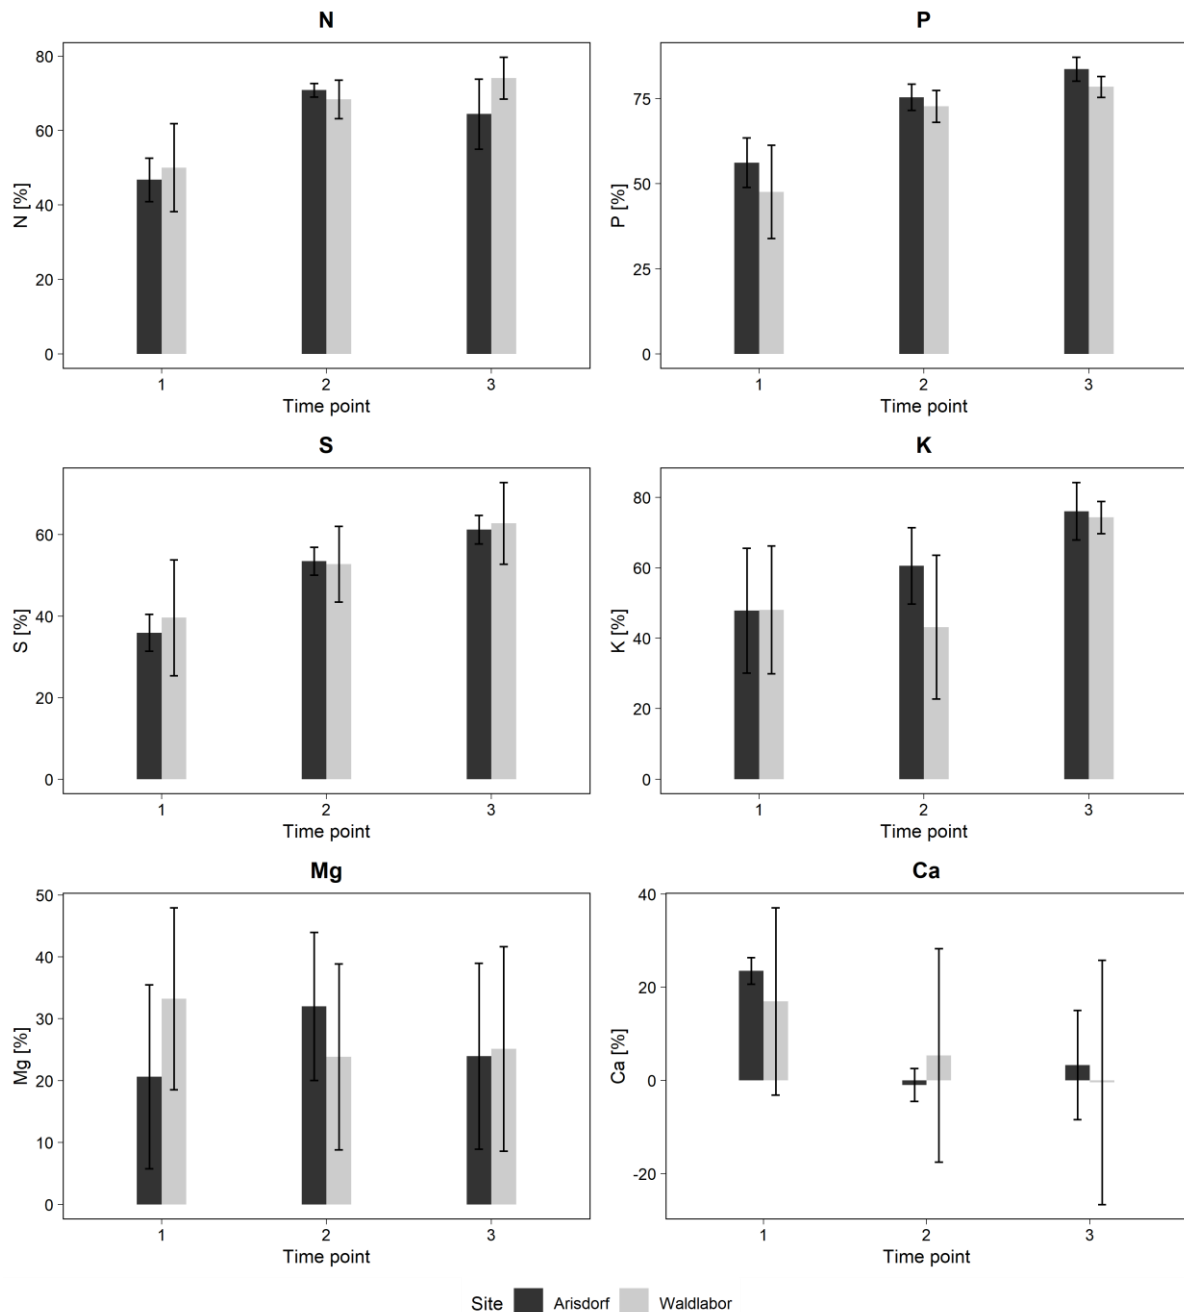 N
N [%]
80
60
40
20
0
1 2 3
Time point
P
P [%]
75
50
25
0
1 2 3
Time point
S
S [%]
60
40
20
0
1 2 3
Time point
K
K [%]
80
60
40
20
0
1 2 3
Time point
Mg
Mg [%]
50
40
30
20
10
0
1 2 3
Time point
Ca
Ca [%]
40
20
0
-20
1 2 3
Time point
Site Arisdorf Waldlabor